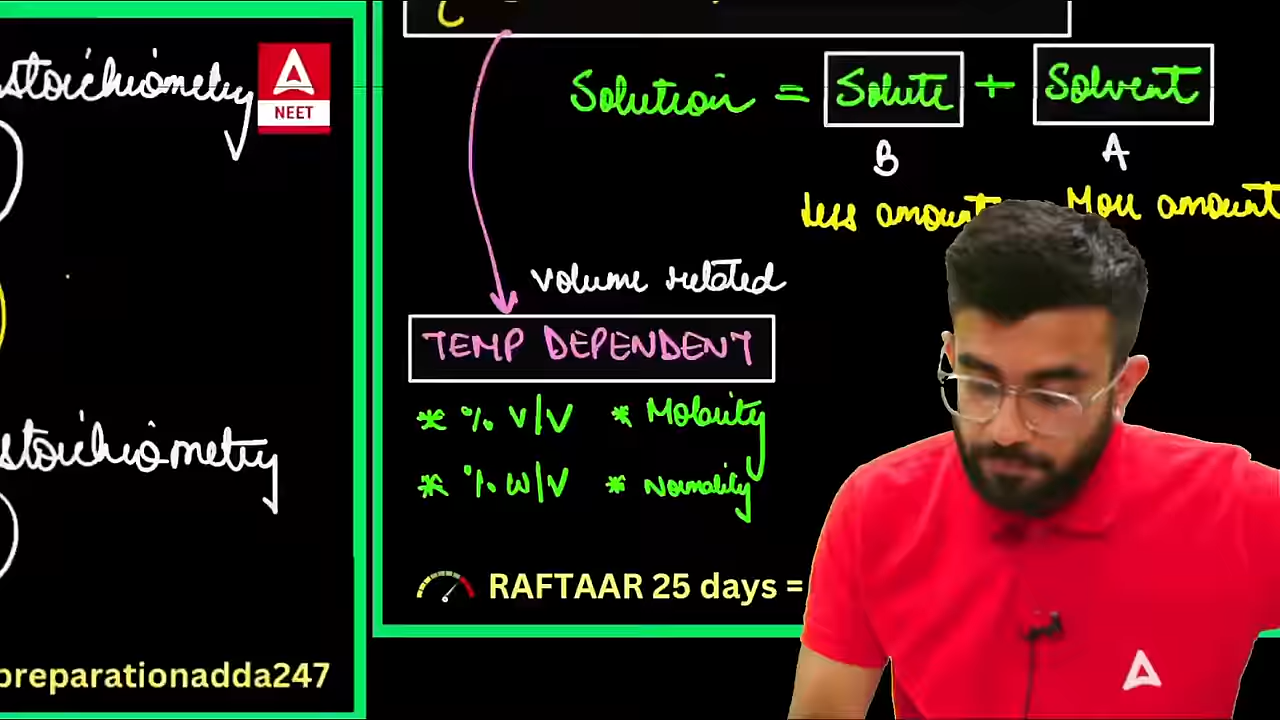 stoichiometry
NEET
stoichiometry
preparationadda247
Solution = Solute + Solvent
B
A
Less amount
More amount
volume related
TEMP DEPENDENT
* % V/V * Molarity
* % W/V * Normality
RAFTAAR 25 days =